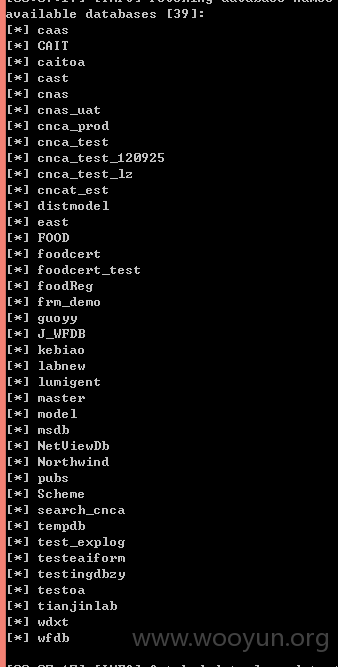 available databases [39]:
[*] caas
[*] CAIT
[*] caitoa
[*] cast
[*] cnas
[*] cnas_uat
[*] cnca_prod
[*] cnca_test
[*] cnca_test_120925
[*] cnca_test_lz
[*] cncat_est
[*] distmodel
[*] east
[*] FOOD
[*] foodcert
[*] foodcert_test
[*] foodReg
[*] frm_demo
[*] guoyy
[*] J_WFDB
[*] kebiao
[*] labnew
[*] lumigent
[*] master
[*] model
[*] msdb
[*] NetViewDb
[*] Northwind
[*] pubs
[*] Scheme
[*] search_cnca
[*] tempdb
[*] test_explog
[*] testeaiform
[*] testingdbzy
[*] testoa
[*] tianjinlab
[*] wdxt
[*] wfdb
www.wooyun.org